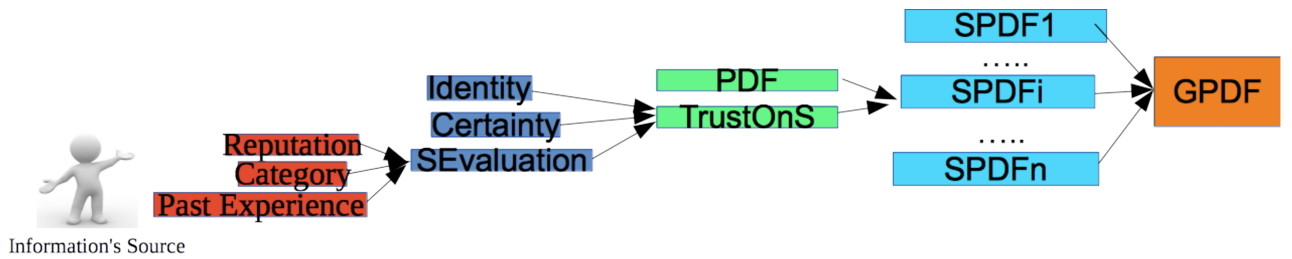 Information's Source
Reputation
Category
Past Experience
Identity
Certainty
SEvaluation
PDF
TrustOnS
SPDF1
.....
SPDFi
.....
SPDFn
GPDF